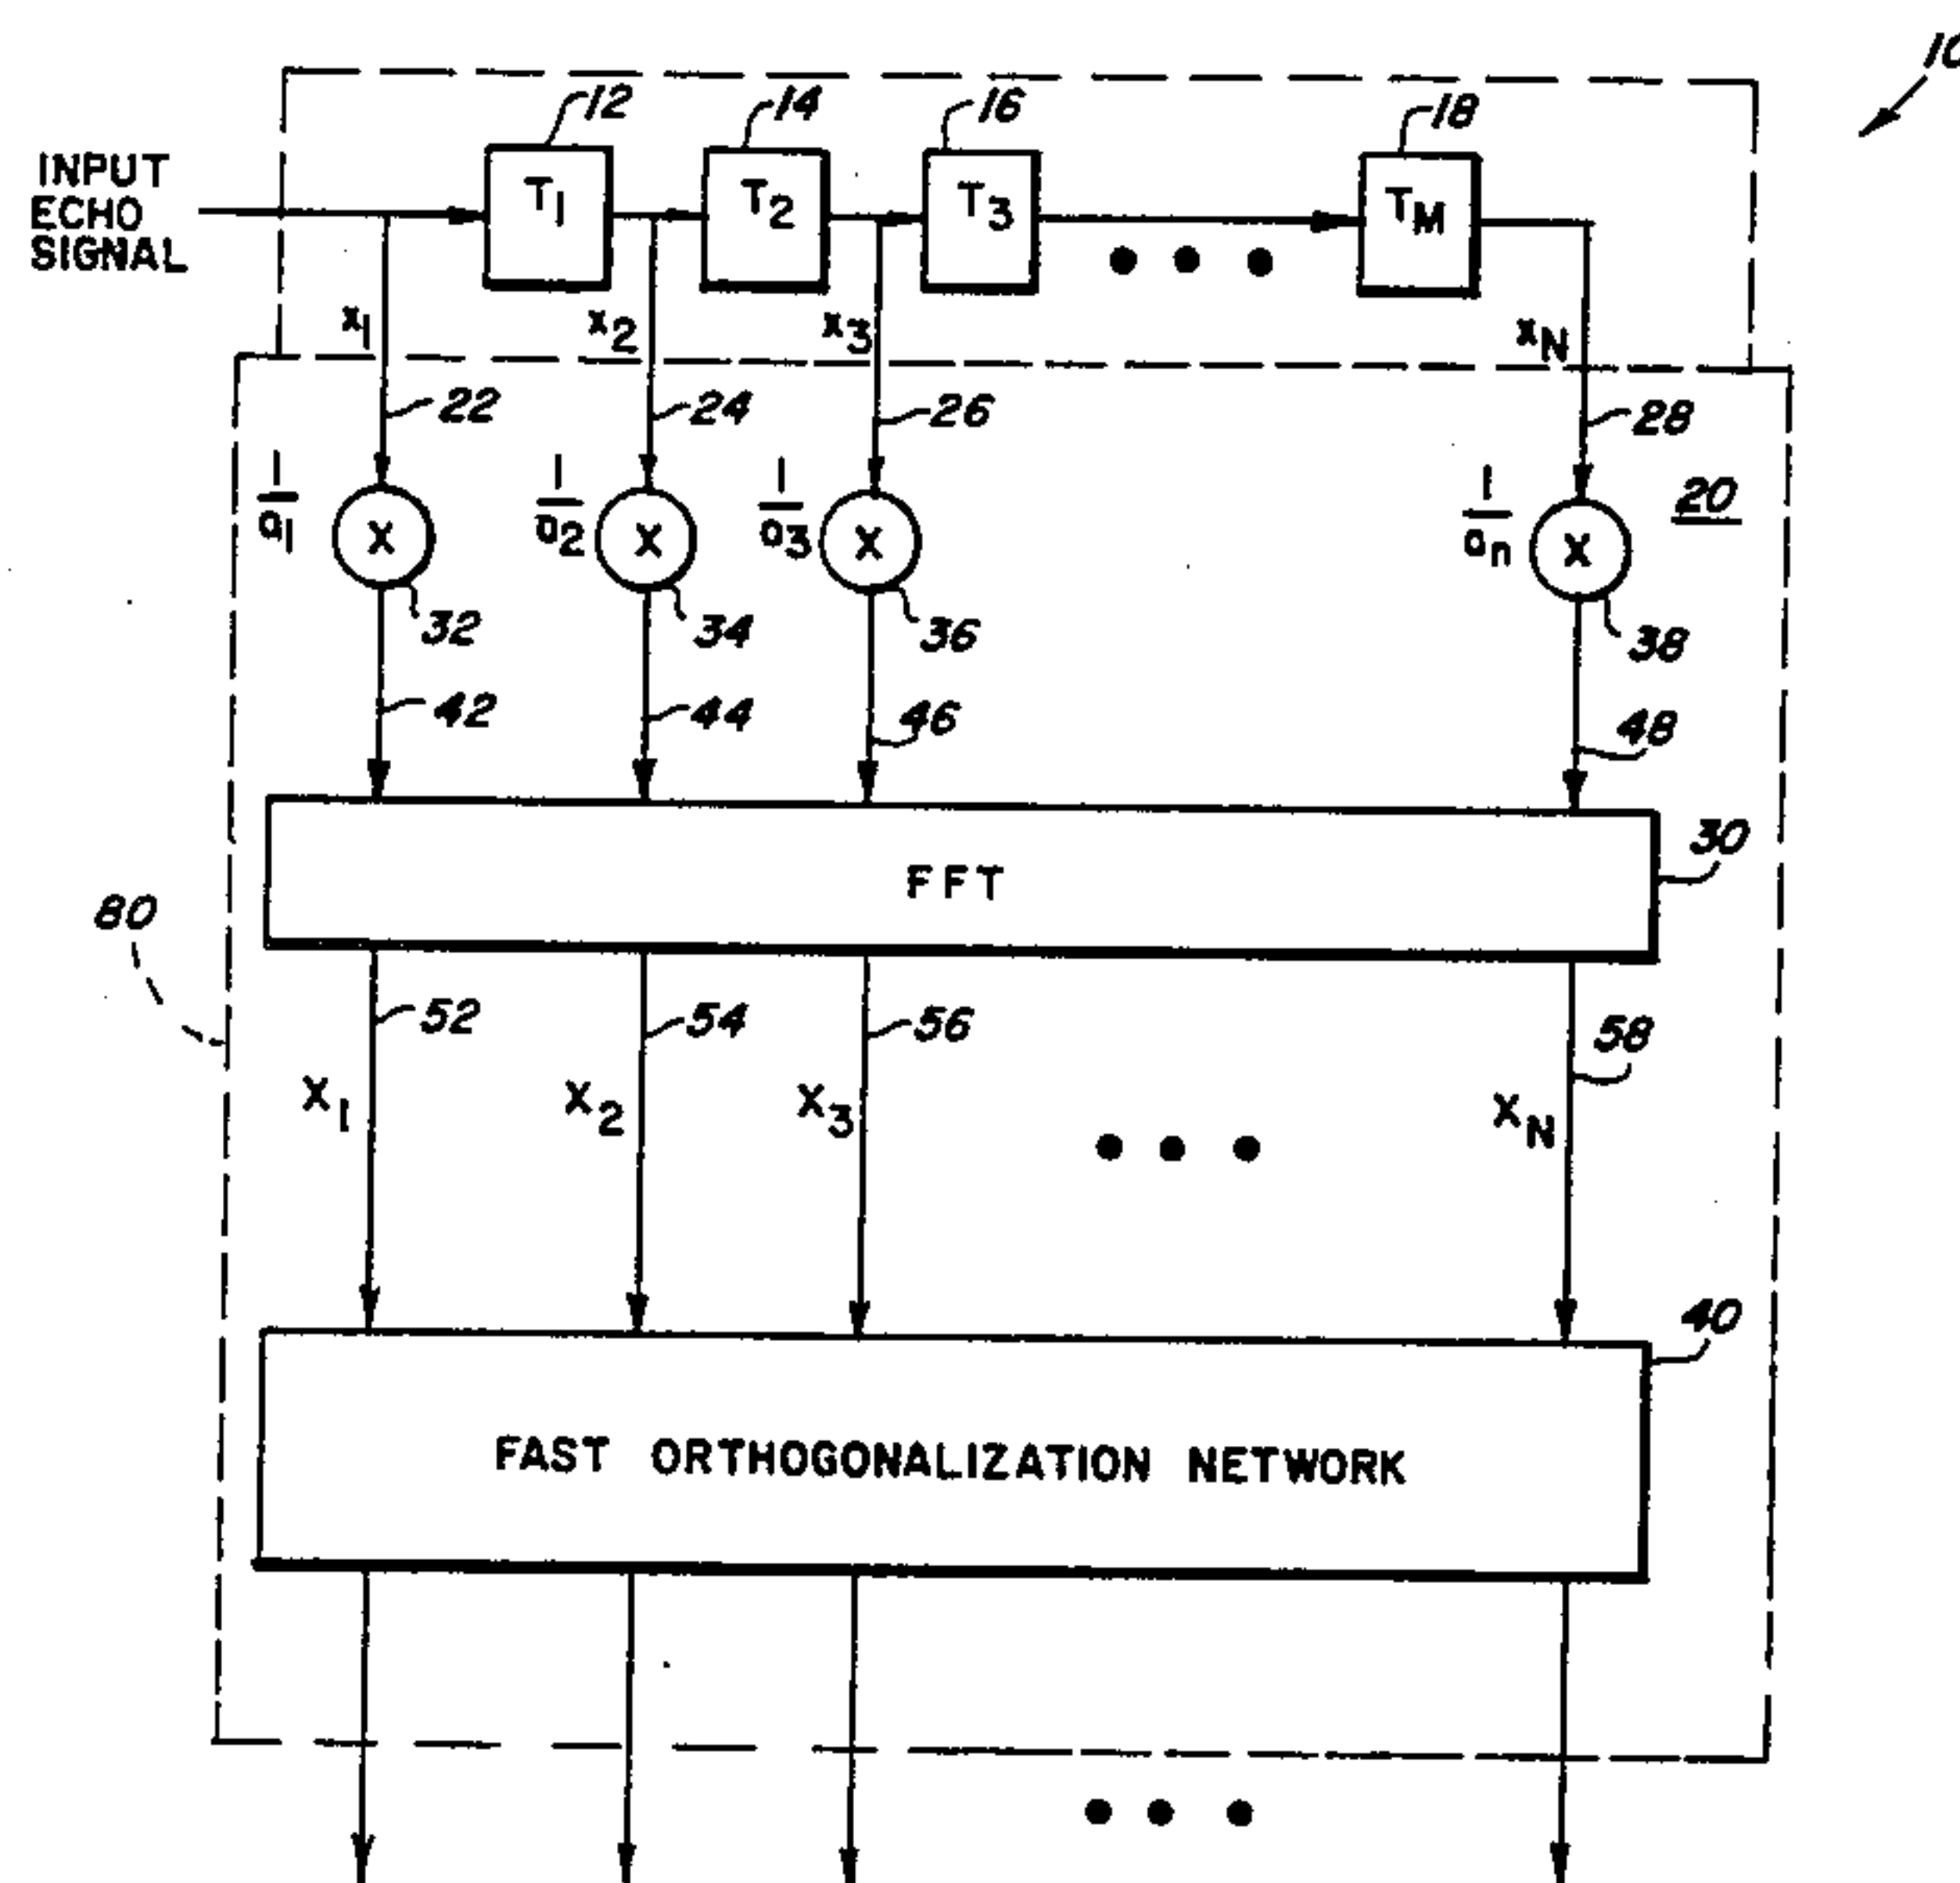 10
12 14 16 18
INPUT
ECHO
SIGNAL
T1 T2 T3 TM
x1 x2 x3 xN
22 24 26 28
1/a1 1/a2 1/a3 1/an
X X X X
20
32 34 36 38
42 44 46 48
FFT
30
80
52 54 56 58
X1 X2 X3 XN
40
FAST ORTHOGONALIZATION NETWORK